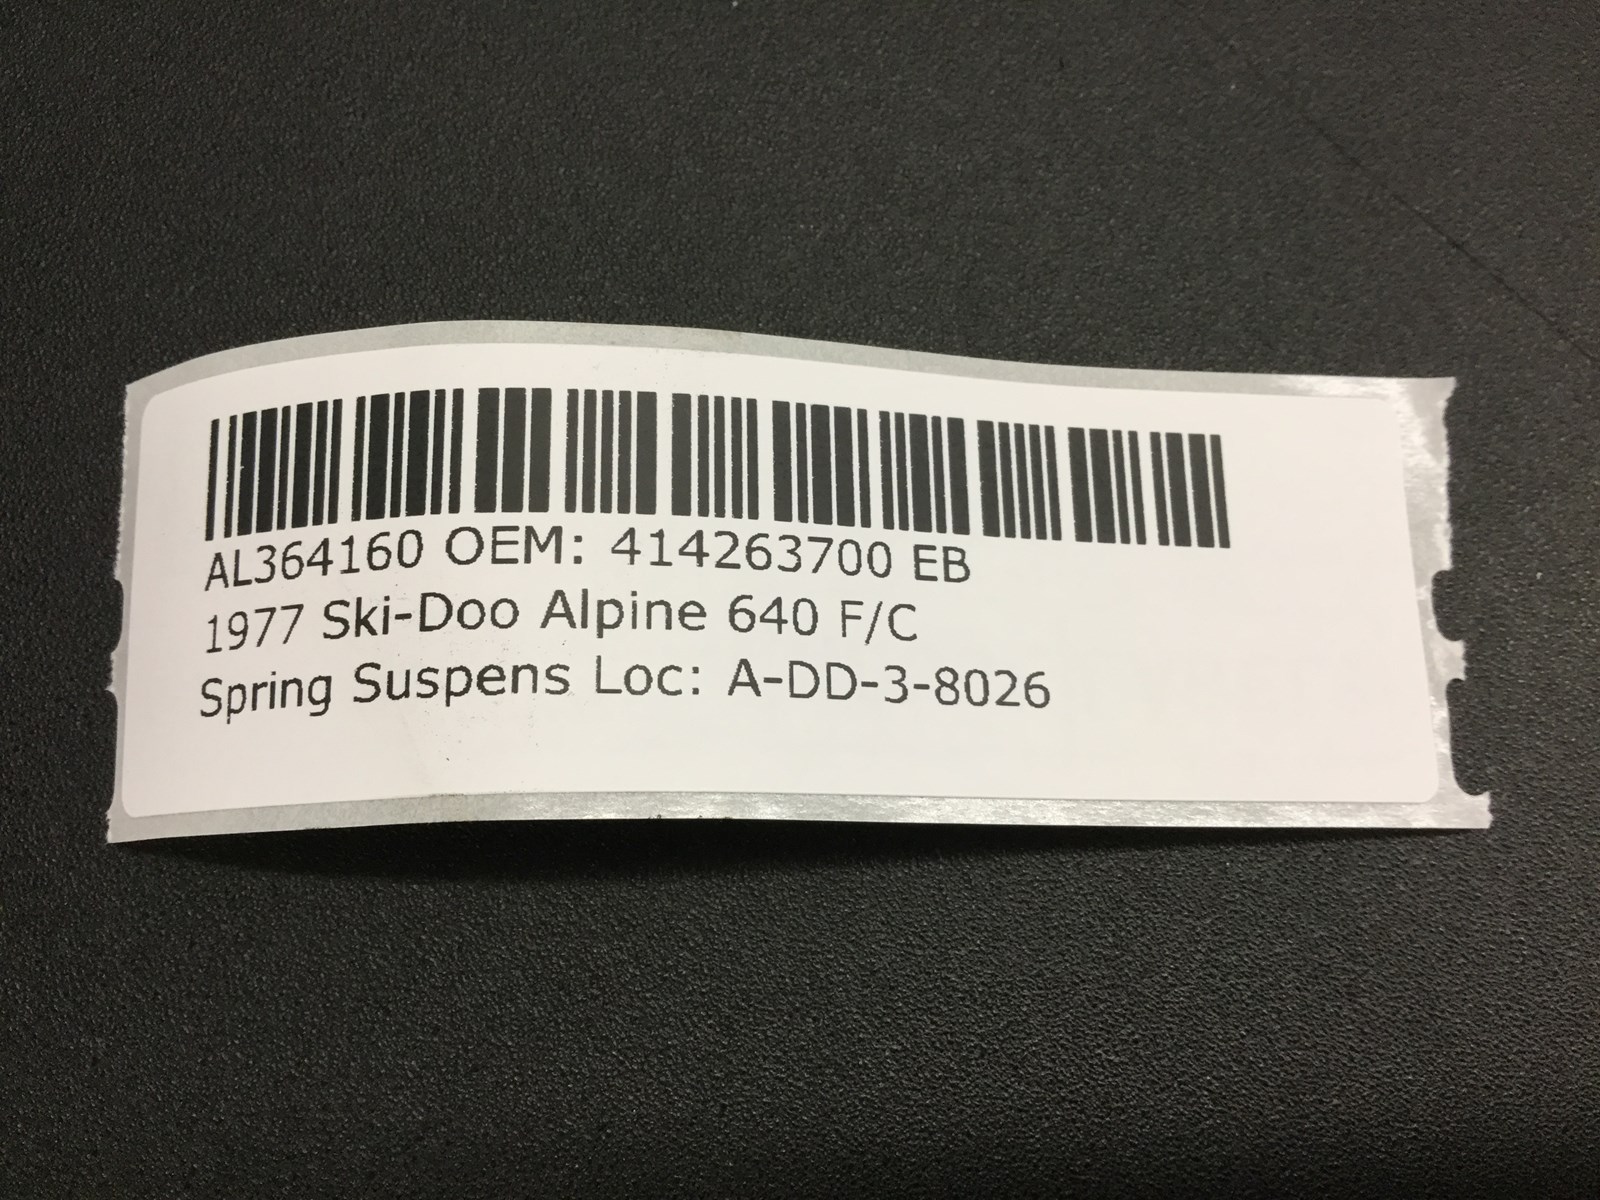 AL364160 OEM: 414263700 EB
1977 Ski-Doo Alpine 640 F/C
Spring Suspens Loc: A-DD-3-8026